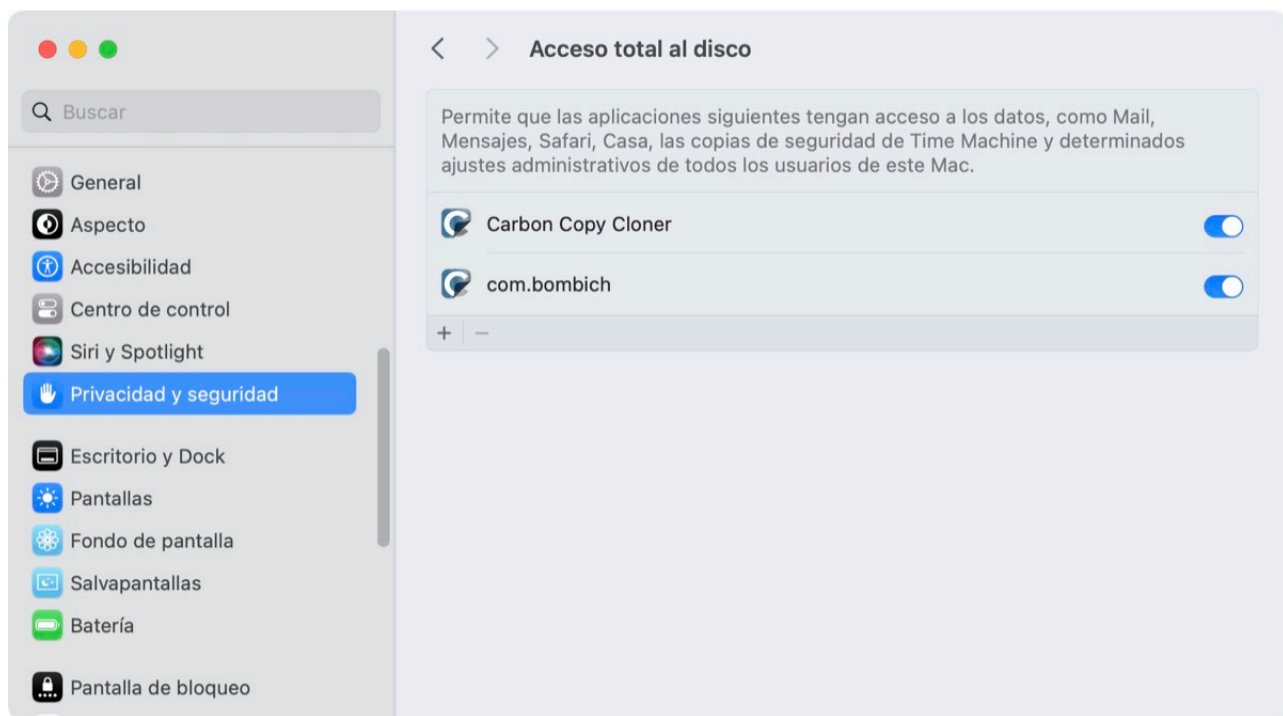 Buscar
General
Aspecto
Accesibilidad
Centro de control
Siri y Spotlight
Privacidad y seguridad
Escritorio y Dock
Pantallas
Fondo de pantalla
Salvapantallas
Batería
Pantalla de bloqueo
Acceso total al disco
Permite que las aplicaciones siguientes tengan acceso a los datos, como Mail,
Mensajes, Safari, Casa, las copias de seguridad de Time Machine y determinados
ajustes administrativos de todos los usuarios de este Mac.
Carbon Copy Cloner
com.bombich